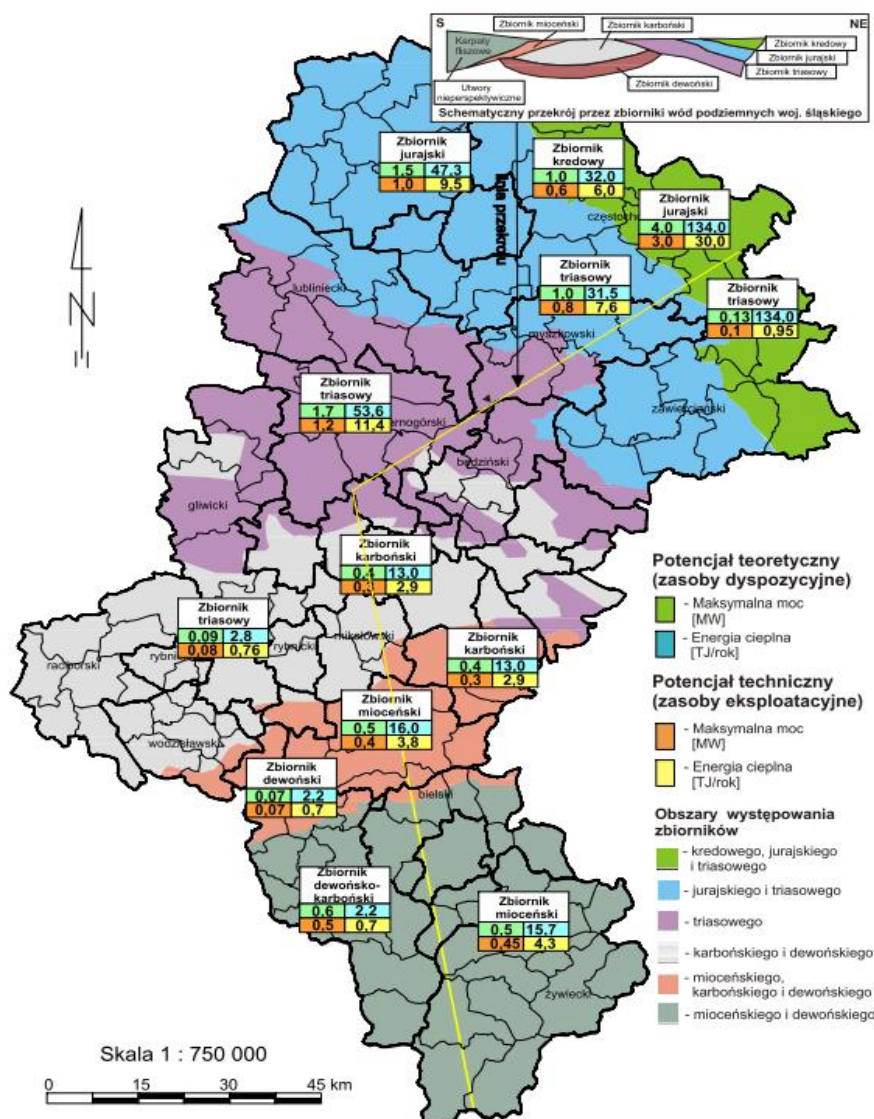 S
NE
Zbiornik mioceński
Zbiornik karboński
Karpaty
fliszowe
Zbiornik kredowy
Zbiornik jurajski
Zbiornik triasowy
Zbiornik dewoński
Utwory
nieperspektywiczne
Schematyczny przekrój przez zbiorniki wód podziemnych woj. śląskiego
linia przekroju
Zbiornik
jurajski
1.5 47.3
1,0 9,5
Zbiornik
kredowy
1.0 32.0
0,6 6,0
Zbiornik
jurajski
4.0 134.0
3,0 30,0
częstocho
Zbiornik
triasowy
1.0 31.5
0,8 7,6
Zbiornik
triasowy
0.13 134.0
0,1 0,95
lubliniecki
myszkowski
N
Zbiornik
triasowy
1.7 53.6
1,2 11,4
arnogórski
zawierciański
będziński
gliwicki
Zbiornik
karboński
0.4 13.0
0,3 2,9
Zbiornik
triasowy
0.09 2.8
0,08 0,76
raciborski
rybni
rybnicki
mikołowski
Zbiornik
karboński
0.4 13.0
0.3 2.9
Zbiornik
mioceński
0.5 16.0
0,4 3,8
wodzisławski
Zbiornik
dewoński
0.07 2.2
0,07 0,7
bielski
Zbiornik
dewońsko-
karboński
0.6 2.2
0,5 0,7
Zbiornik
mioceński
0.5 15.7
0,45 4,3
żywiecki
Potencjał teoretyczny
(zasoby dyspozycyjne)
- Maksymalna moc
[MW]
- Energia cieplna
[TJ/rok]
Potencjał techniczny
(zasoby eksploatacyjne)
- Maksymalna moc
[MW]
- Energia cieplna
[TJ/rok]
Obszary występowania
zbiorników
- kredowego, jurajskiego
i triasowego
- jurajskiego i triasowego
- triasowego
- karbońskiego i dewońskiego
- mioceńskiego,
karbońskiego i dewońskiego
- mioceńskiego i dewońskiego
Skala 1 : 750 000
0 15 30 45 km